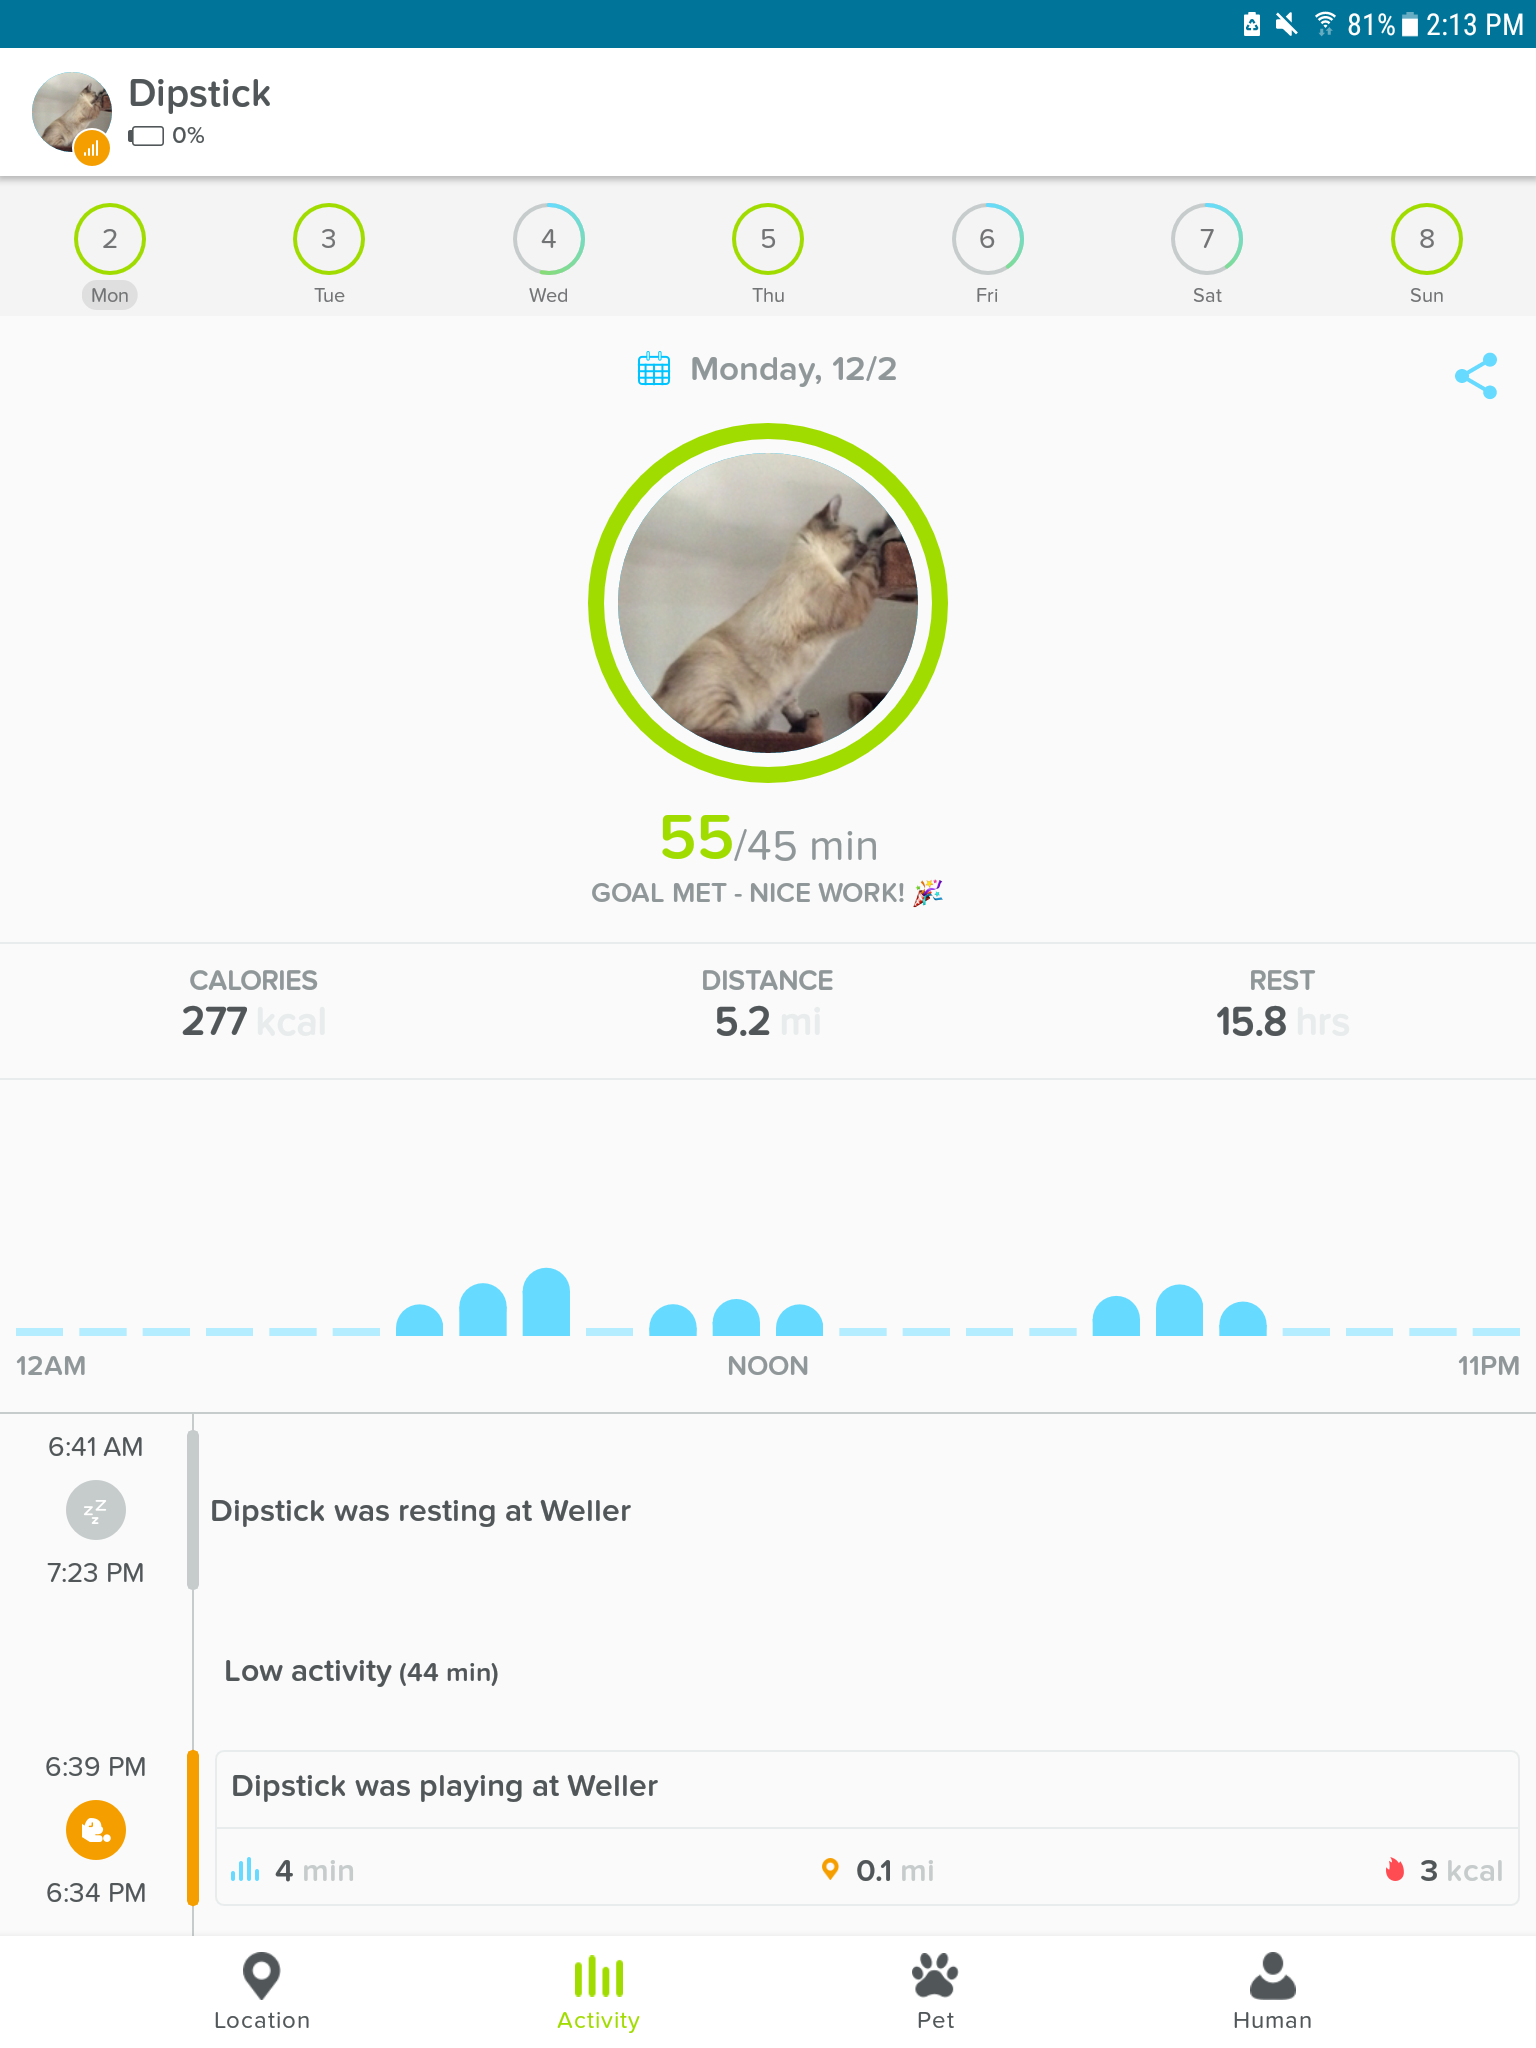 81% 2:13 PM
Dipstick
0%
2 3 4 5 6 7 8
Mon Tue Wed Thu Fri Sat Sun
Monday, 12/2
55/45 min
GOAL MET - NICE WORK! 🎉
CALORIES DISTANCE REST
277 kcal 5.2 mi 15.8 hrs
12AM NOON 11PM
6:41 AM
zzz
Dipstick was resting at Weller
7:23 PM
Low activity (44 min)
6:39 PM
Dipstick was playing at Weller
4 min 0.1 mi 3 kcal
6:34 PM
Location Activity Pet Human